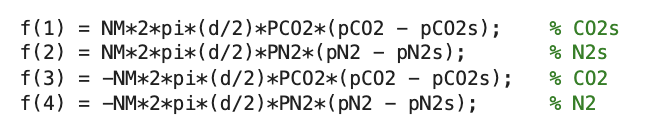 f(1) = NM*2*pi*(d/2)*PCO2*(pCO2 - pCO2s); % CO2s
f(2) = NM*2*pi*(d/2)*PN2*(pN2 - pN2s); % N2s
f(3) = -NM*2*pi*(d/2)*PCO2*(pCO2 - pCO2s); % CO2
f(4) = -NM*2*pi*(d/2)*PN2*(pN2 - pN2s); % N2